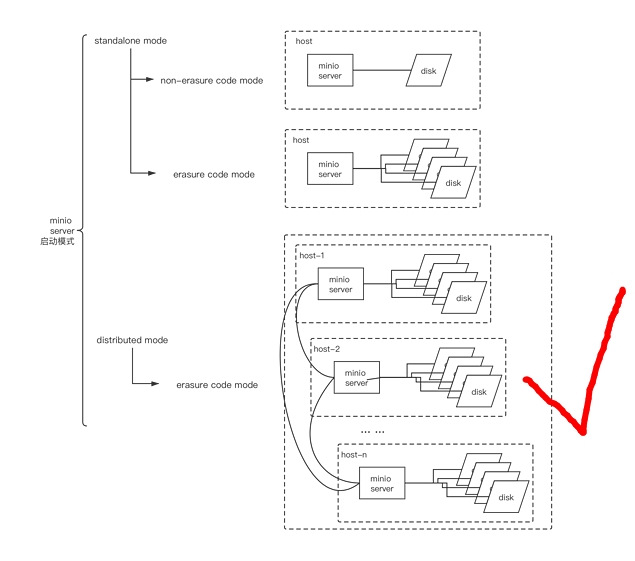 standalone mode
non-erasure code mode
erasure code mode
minio
server
启动模式
distributed mode
erasure code mode
host
minio
server
disk
host
minio
server
disk
host-1
minio
server
disk
host-2
minio
server
disk
... ...
host-n
minio
server
disk